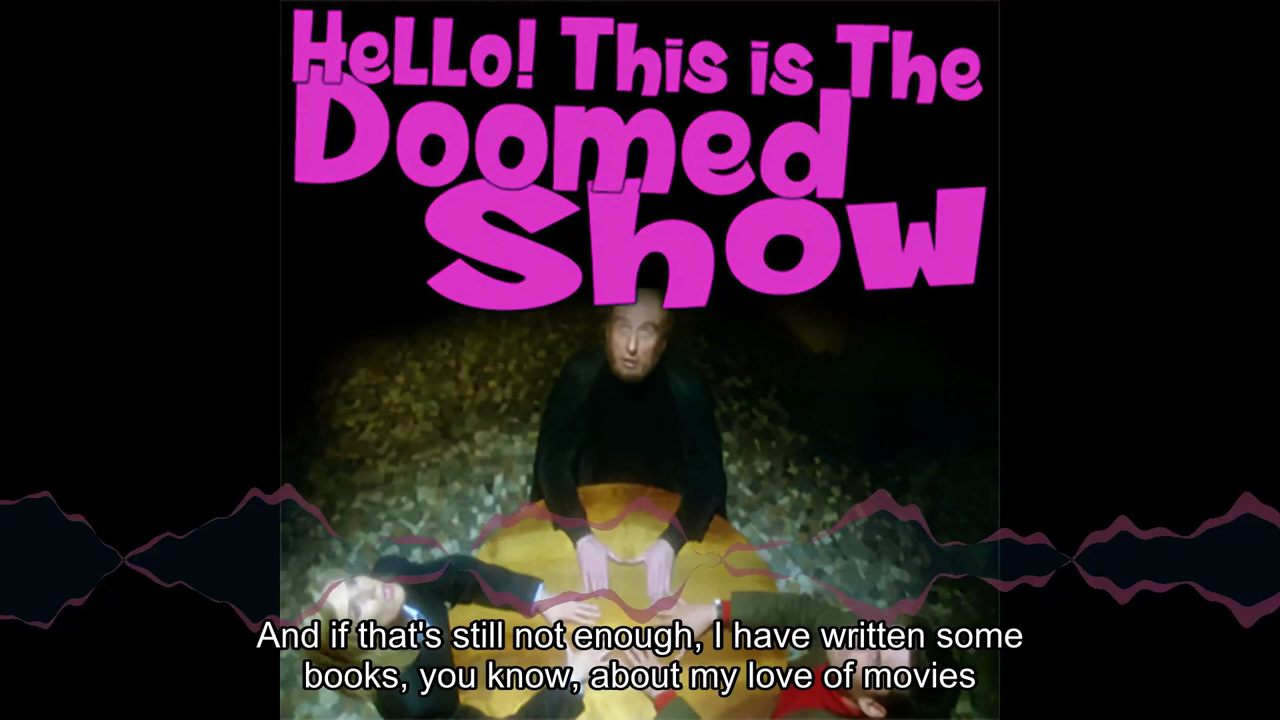 HeLLo! This is The
Doomed
Show
And if that's still not enough, I have written some
books, you know, about my love of movies